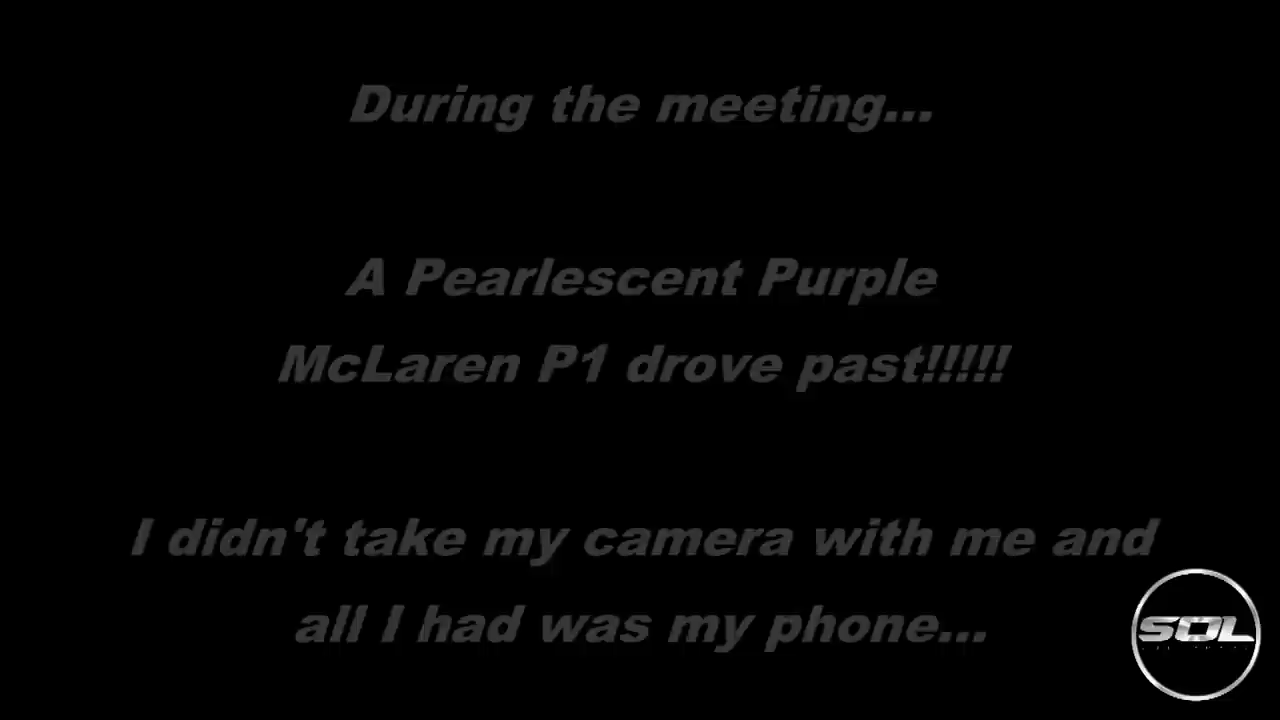 During the meeting...
A Pearlescent Purple
McLaren P1 drove past!!!!!
I didn't take my camera with me and
all I had was my phone...
SOL